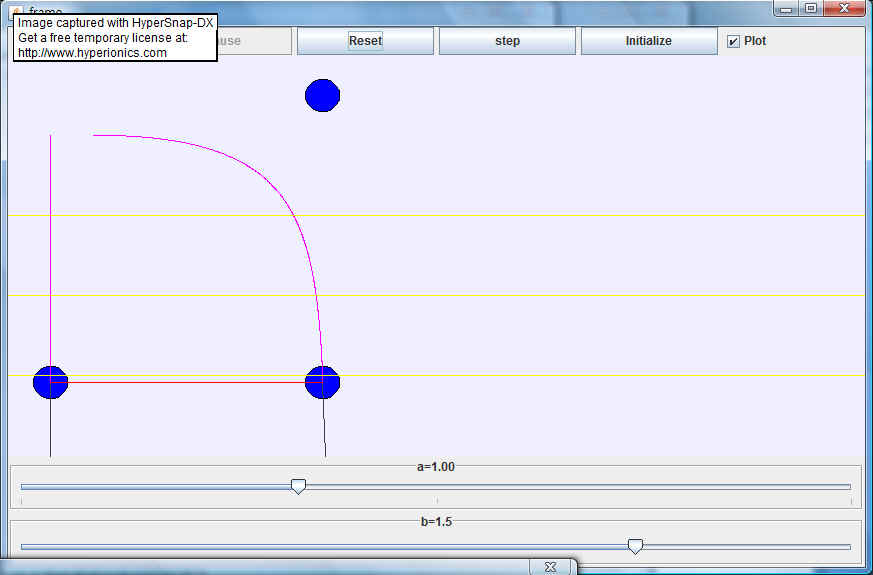 frame
Image captured with HyperSnap-DX
Get a free temporary license at:
http://www.hyperionics.com
Reset
step
Initialize
Plot
a=1.00
b=1.5